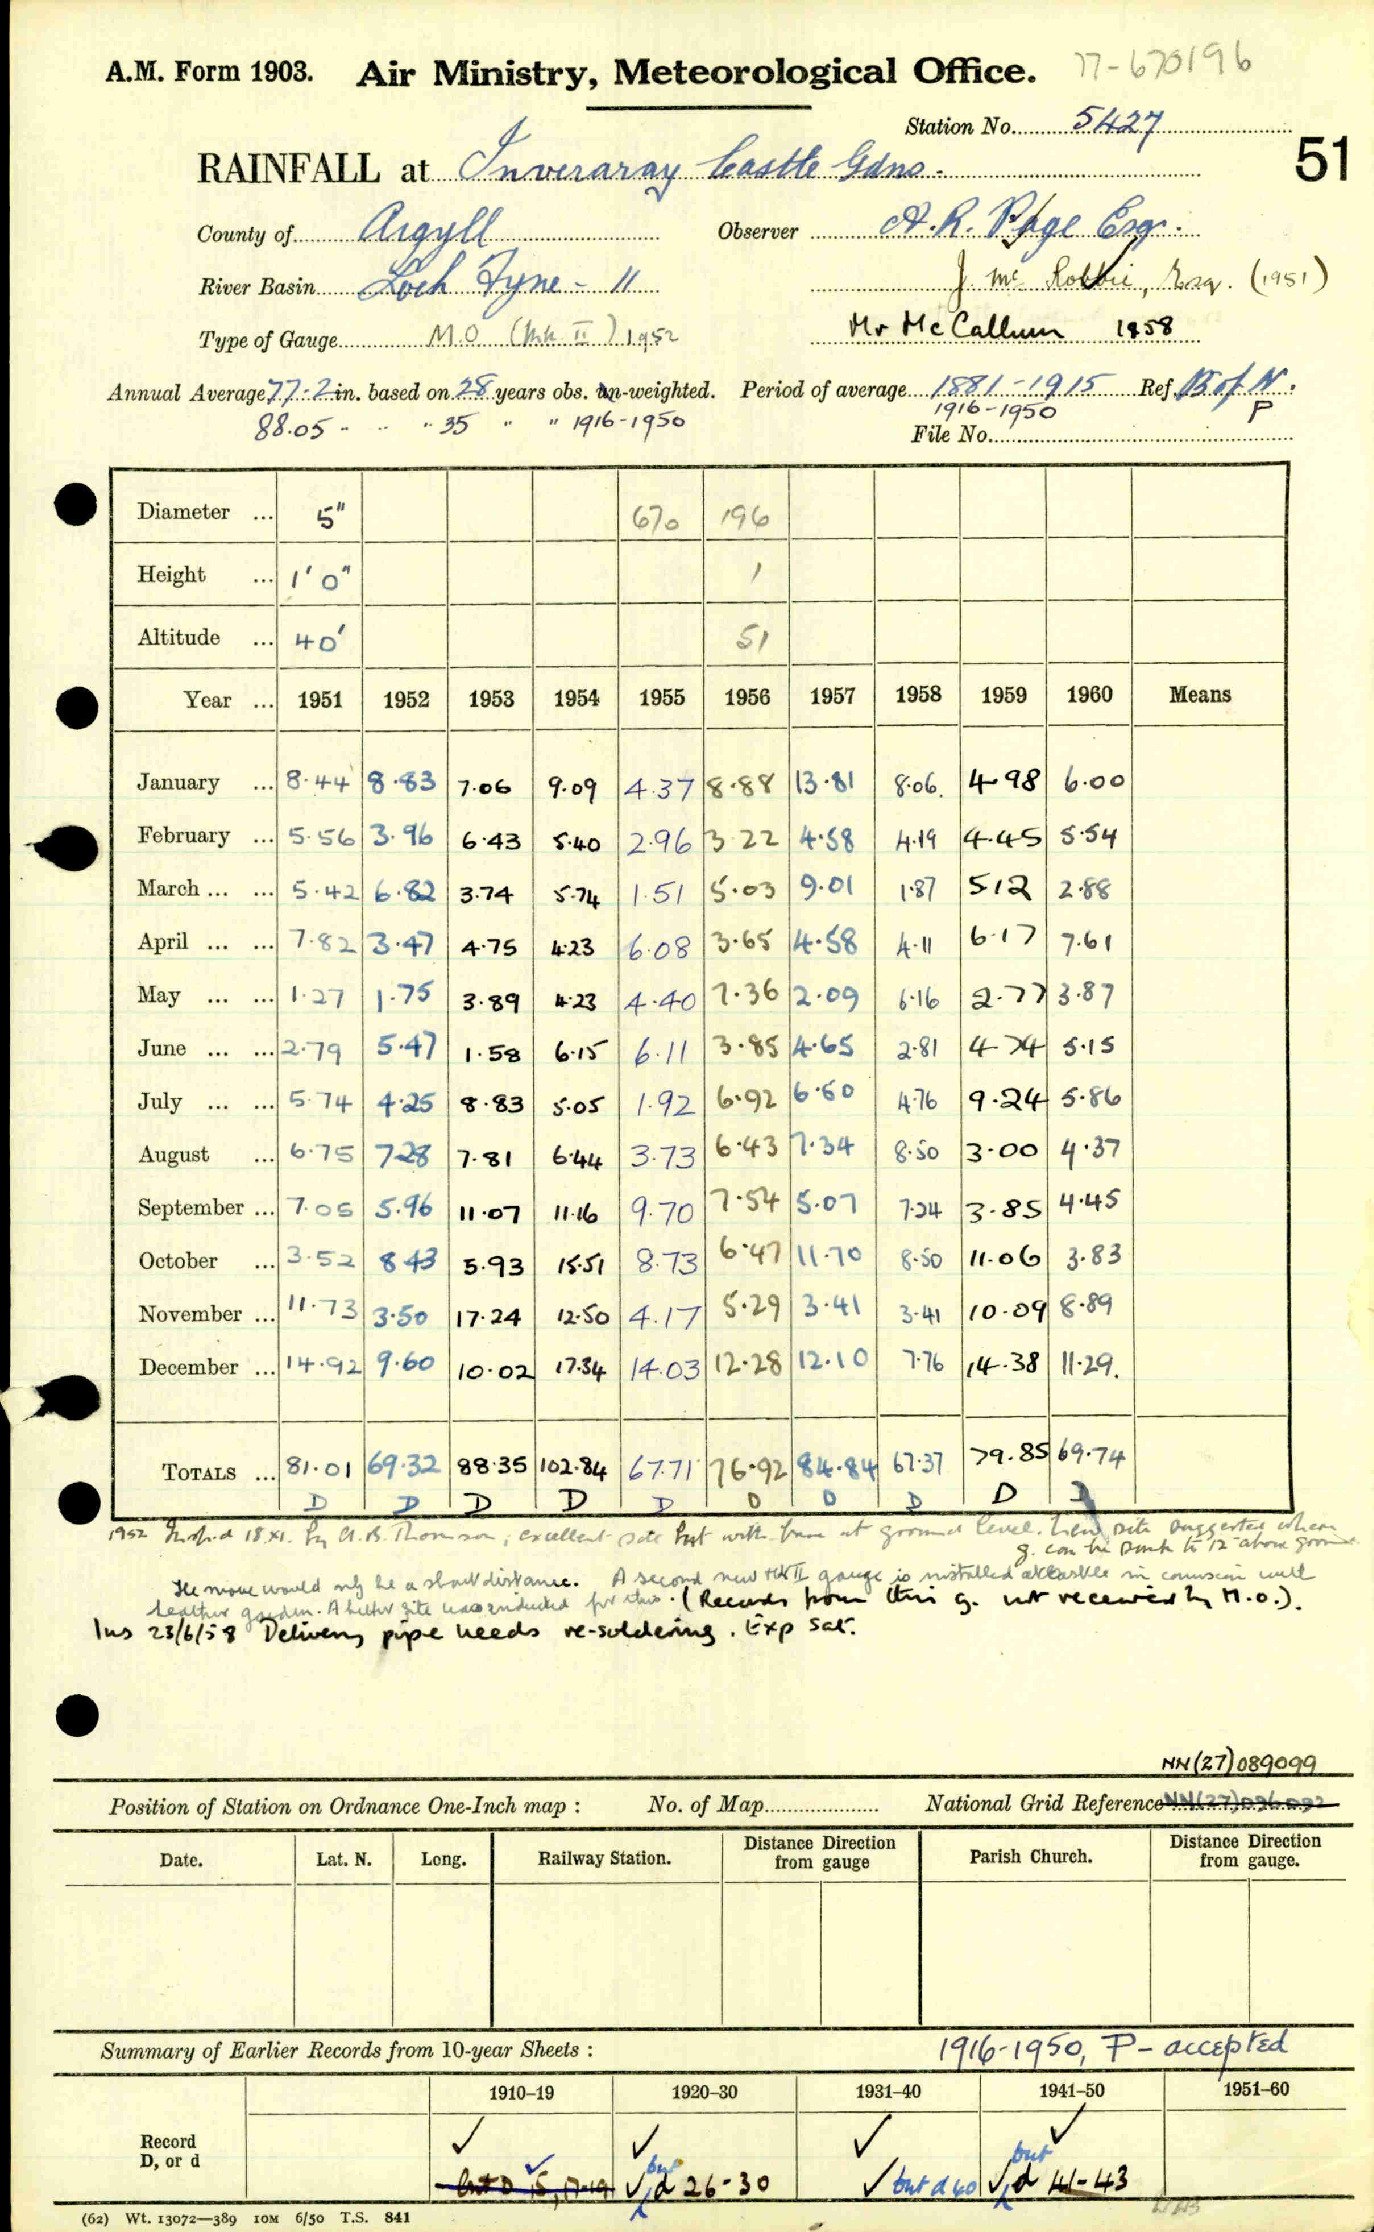 A.M. Form 1903. Air Ministry, Meteorological Office. 77-670196
Station No. 5427
51
RAINFALL at Inveraray Castle Gdns.
County of Argyll Observer A.R. Page Esqr.
River Basin Loch Fyne - 11 J. Mc Robbie, Esq. (1951)
Type of Gauge M.O (Mk II) 1952 Mr McCallum 1958
Annual Average 77.2 in. based on 28 years obs. un-weighted. Period of average 1881-1915 Ref. B of N.
88.05 " " " 35 " " 1916-1950 1916-1950 P
File No.
Diameter ... 5" 670 196
Height ... 1' 0" 1
Altitude ... 40' 51
Year ... 1951 1952 1953 1954 1955 1956 1957 1958 1959 1960 Means
January ... 8.44 8.83 7.06 9.09 4.37 8.88 13.81 8.06. 4.98 6.00
February ... 5.56 3.96 6.43 5.40 2.96 3.22 4.58 4.19 4.45 5.54
March ... ... 5.42 6.82 3.74 5.74 1.51 5.03 9.01 1.87 5.12 2.88
April ... ... 7.82 3.47 4.75 4.23 6.08 3.65 4.58 4.11 6.17 7.61
May ... ... 1.27 1.75 3.89 4.23 4.40 7.36 2.09 6.16 2.77 3.87
June ... ... 2.79 5.47 1.58 6.15 6.11 3.85 4.65 2.81 4.74 5.15
July ... ... 5.74 4.25 8.83 5.05 1.92 6.92 6.60 4.76 9.24 5.86
August ... 6.75 7.28 7.81 6.44 3.73 6.43 7.34 8.50 3.00 4.37
September ... 7.05 5.96 11.07 11.16 9.70 7.54 5.07 7.24 3.85 4.45
October ... 3.52 8.43 5.93 15.51 8.73 6.47 11.70 8.50 11.06 3.83
November ... 11.73 3.50 17.24 12.50 4.17 5.29 3.41 3.41 10.09 8.89
December ... 14.92 9.60 10.02 17.34 14.03 12.28 12.10 7.76 14.38 11.29.
TOTALS ... 81.01 69.32 88.35 102.84 67.71 76.92 84.84 67.37 79.85 69.74
D D D D D D D D D D
1952 Insp.d 18.XI. by A.B. Thomson, excellent site but with base at ground level. New site suggested where
g. can be sunk to 12" above ground.
The move would only be a short distance. A second new Mk II gauge is installed at castle in connexion with
garden. A better site was for this. (Records from this g. not received by M.O.).
Ins 23/6/58 Delivery pipe needs re-soldering. Exp sat.
NN(27)089099
Position of Station on Ordnance One-Inch map : No. of Map National Grid Reference NN(27)096092
Date. Lat. N. Long. Railway Station. Distance Direction from gauge Parish Church. Distance Direction from gauge.
Summary of Earlier Records from 10-year Sheets : 1916-1950, P - accepted
1910–19 1920–30 1931–40 1941–50 1951–60
Record ✓ ✓ ✓ ✓
D, or d but D 15, 17-19 ✓ but d 26-30 ✓ but d 40 ✓ but d 41-43
(62) Wt. 13072—389 10M 6/50 T.S. 841